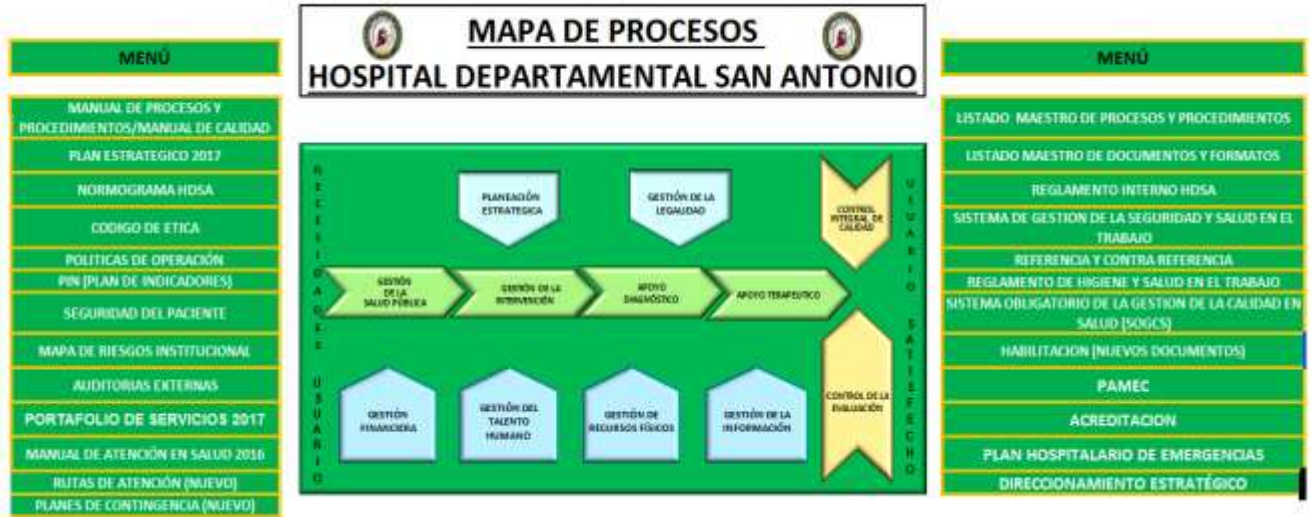 MAPA DE PROCESOS
HOSPITAL DEPARTAMENTAL SAN ANTONIO
MENÚ
MANUAL DE PROCESOS Y
PROCEDIMIENTOS/MANUAL DE CALIDAD
PLAN ESTRATEGICO 2017
NORMOGRAMA HDSA
CODIGO DE ETICA
POLITICAS DE OPERACIÓN
PIN (PLAN DE INDICADORES)
SEGURIDAD DEL PACIENTE
MAPA DE RIESGOS INSTITUCIONAL
AUDITORIAS EXTERNAS
PORTAFOLIO DE SERVICIOS 2017
MANUAL DE ATENCIÓN EN SALUD 2016
RUTAS DE ATENCIÓN (NUEVO)
PLANES DE CONTINGENCIA (NUEVO)
PLANEACIÓN
ESTRATEGICA
GESTIÓN DE LA
LEGALIDAD
CONTROL
INTEGRAL DE
CALIDAD
GESTIÓN
DE LA
SALUD PÚBLICA
GESTIÓN DE LA
INTERVENCIÓN
APOYO
DIAGNÓSTICO
APOYO TERAPEUTICO
GESTIÓN
FINANCIERA
GESTIÓN DEL
TALENTO
HUMANO
GESTIÓN DE
RECURSOS FÍSICOS
GESTIÓN DE LA
INFORMACIÓN
CONTROL DE LA
EVALUACIÓN
USUARIO
USUARIO SATISFECHO
MENÚ
LISTADO MAESTRO DE PROCESOS Y PROCEDIMIENTOS
LISTADO MAESTRO DE DOCUMENTOS Y FORMATOS
REGLAMENTO INTERNO HDSA
SISTEMA DE GESTION DE LA SEGURIDAD Y SALUD EN EL
TRABAJO
REFERENCIA Y CONTRA REFERENCIA
REGLAMENTO DE HIGIENE Y SALUD EN EL TRABAJO
SISTEMA OBLIGATORIO DE LA GESTION DE LA CALIDAD EN
SALUD (SOGCS)
HABILITACION (NUEVOS DOCUMENTOS)
PAMEC
ACREDITACION
PLAN HOSPITALARIO DE EMERGENCIAS
DIRECCIONAMIENTO ESTRATÉGICO